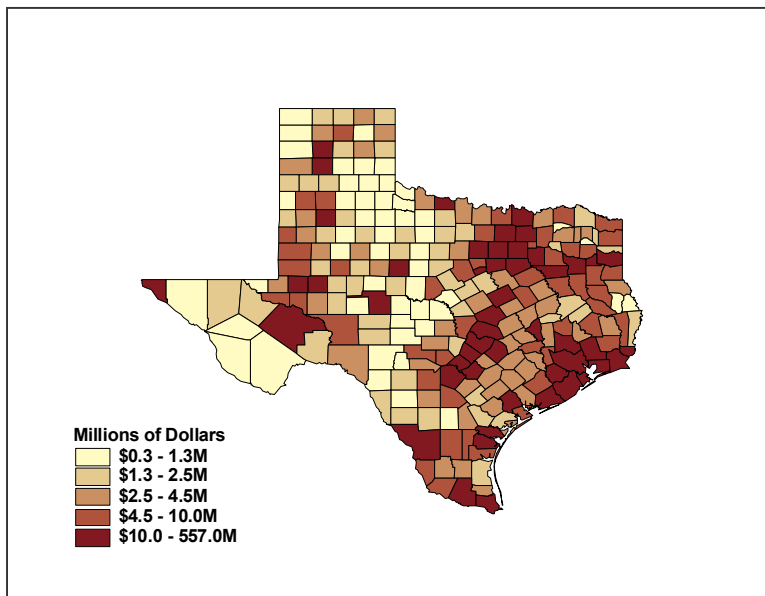 Millions of Dollars
$0.3 - 1.3M
$1.3 - 2.5M
$2.5 - 4.5M
$4.5 - 10.0M
$10.0 - 557.0M